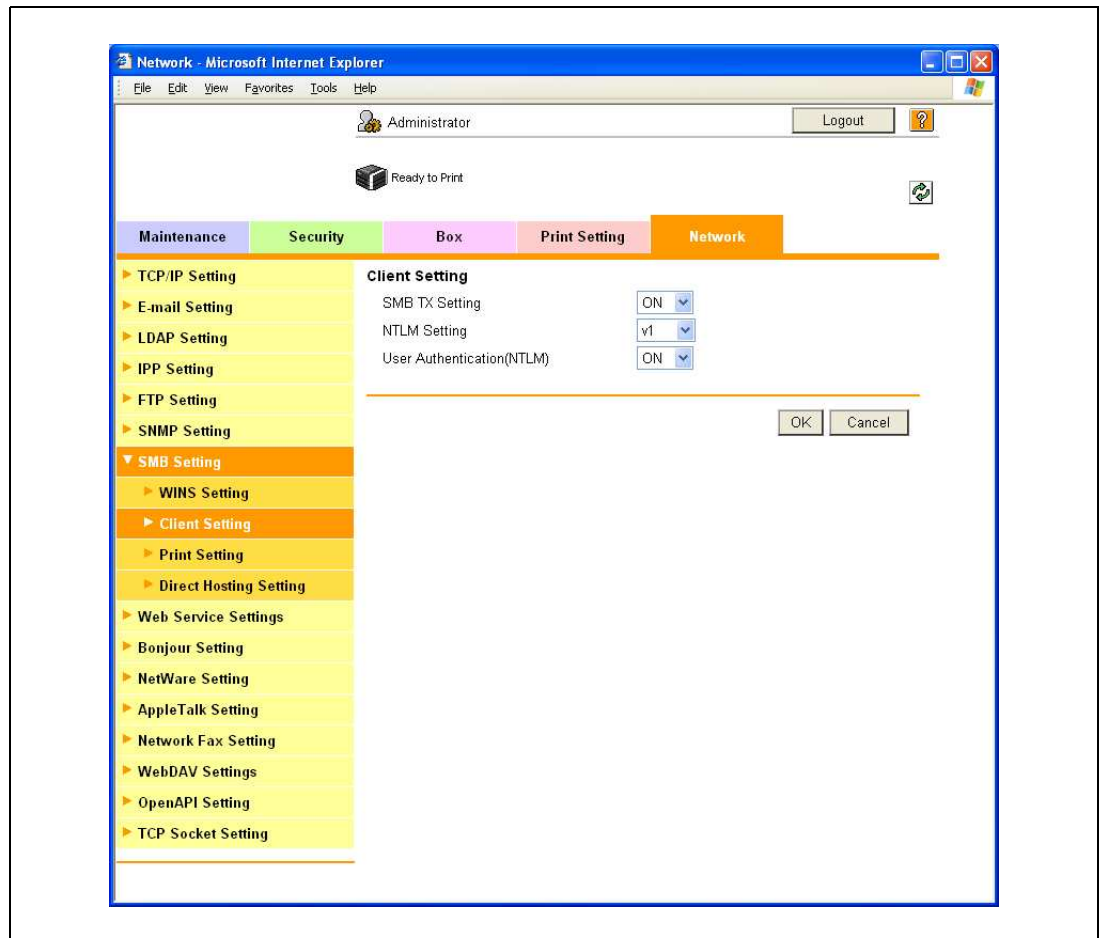 Network - Microsoft Internet Explorer
File Edit View Favorites Tools Help
Administrator
Logout
?
Ready to Print
Maintenance Security Box Print Setting Network
TCP/IP Setting
E-mail Setting
LDAP Setting
IPP Setting
FTP Setting
SNMP Setting
SMB Setting
WINS Setting
Client Setting
Print Setting
Direct Hosting Setting
Web Service Settings
Bonjour Setting
NetWare Setting
AppleTalk Setting
Network Fax Setting
WebDAV Settings
OpenAPI Setting
TCP Socket Setting
Client Setting
SMB TX Setting ON
NTLM Setting v1
User Authentication(NTLM) ON
OK Cancel